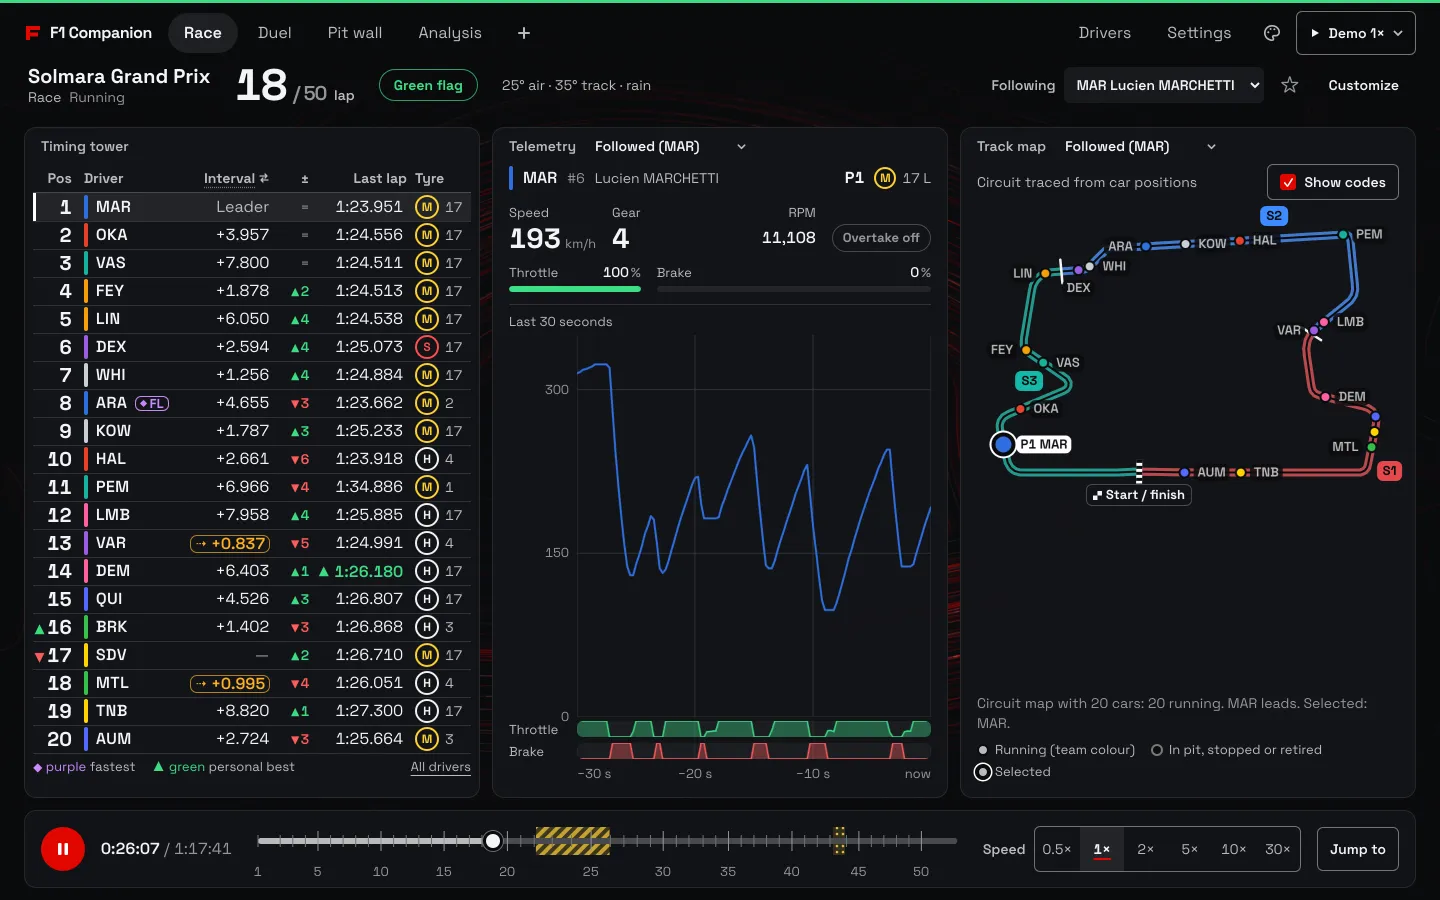 F1 Companion Race Duel Pit wall Analysis + Drivers Settings Demo 1×
Solmara Grand Prix
Race Running
18 / 50 lap
Green flag
25° air · 35° track · rain
Following MAR Lucien MARCHETTI Customize
Timing tower
Pos Driver Interval ⇄ ± Last lap Tyre
1 MAR Leader = 1:23.951 M 17
2 OKA +3.957 = 1:24.556 M 17
3 VAS +7.800 = 1:24.511 M 17
4 FEY +1.878 ▲2 1:24.513 M 17
5 LIN +6.050 ▲4 1:24.538 M 17
6 DEX +2.594 ▲4 1:25.073 S 17
7 WHI +1.256 ▲4 1:24.884 M 17
8 ARA ◆FL +4.655 ▼3 1:23.662 M 2
9 KOW +1.787 ▲3 1:25.233 M 17
10 HAL +2.661 ▼6 1:23.918 H 4
11 PEM +6.966 ▼4 1:34.886 M 1
12 LMB +7.958 ▲4 1:25.885 H 17
13 VAR +0.837 ▼5 1:24.991 H 4
14 DEM +6.403 ▲1 ▲ 1:26.180 H 17
15 QUI +4.526 ▲3 1:26.807 H 17
▲16 BRK +1.402 ▼3 1:26.868 H 3
▼17 SDV — ▲2 1:26.710 M 17
18 MTL +0.995 ▼4 1:26.051 H 4
19 TNB +8.820 ▲1 1:27.300 H 17
20 AUM +2.724 ▼3 1:25.664 M 3
◆ purple fastest ▲ green personal best All drivers
Telemetry Followed (MAR)
MAR #6 Lucien MARCHETTI P1 M 17 L
Speed Gear RPM
193 km/h 4 11,108 Overtake off
Throttle 100% Brake 0%
Last 30 seconds
300
150
0
Throttle
Brake
−30 s −20 s −10 s now
Track map Followed (MAR)
Circuit traced from car positions Show codes
S2
PEM
ARA KOW HAL
LIN WHI
DEX
VAR LMB
FEY VAS
S3
DEM
OKA
P1 MAR
MTL
AUM TNB S1
Start / finish
Circuit map with 20 cars: 20 running. MAR leads. Selected:
MAR.
Running (team colour) In pit, stopped or retired
Selected
0:26:07 / 1:17:41
1 5 10 15 20 25 30 35 40 45 50
Speed 0.5× 1× 2× 5× 10× 30× Jump to